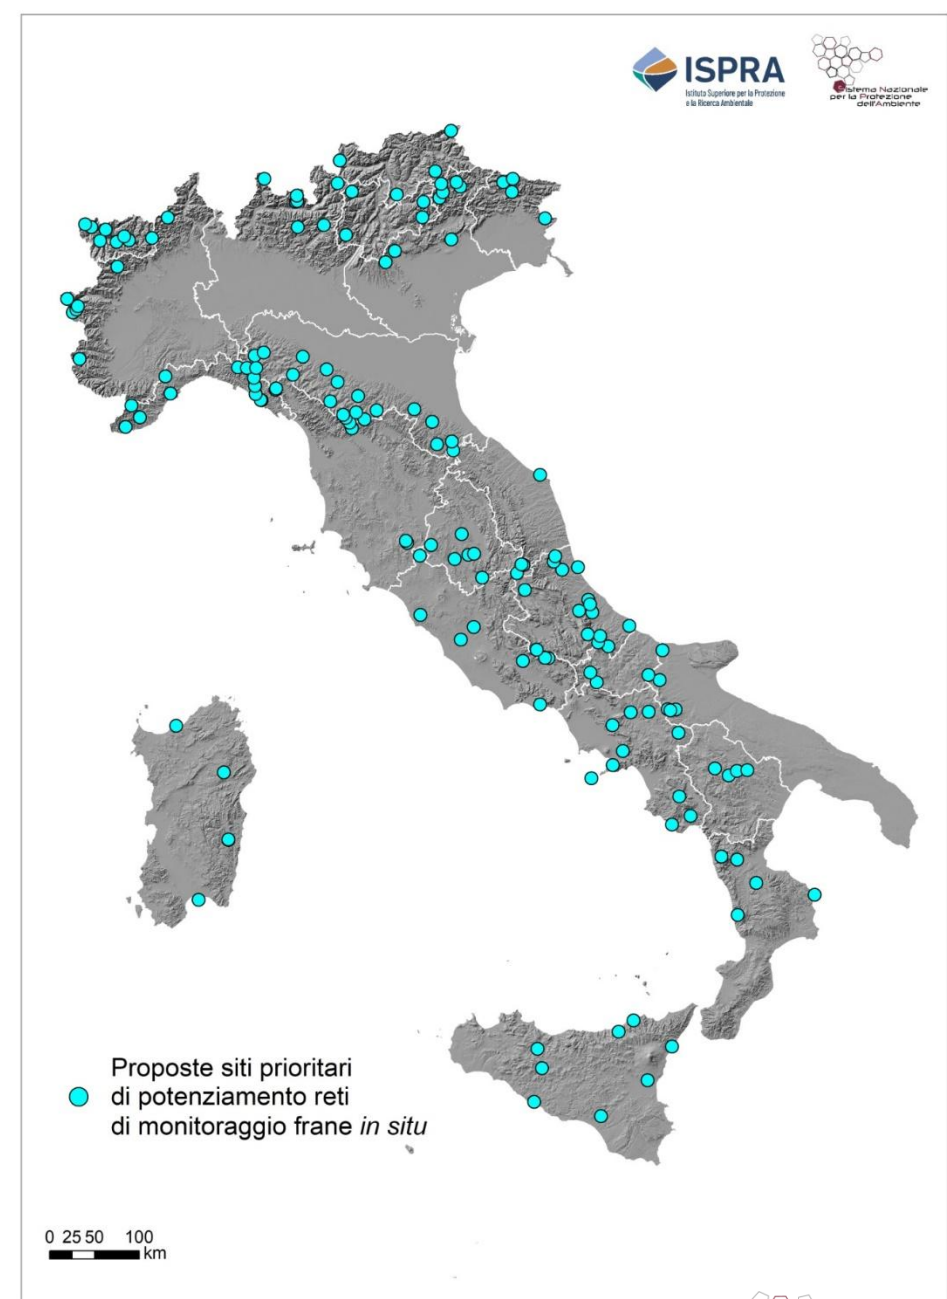 ISPRA
Istituto Superiore per la Protezione
e la Ricerca Ambientale
Sistema Nazionale
per la Protezione
dell'Ambiente
Proposte siti prioritari
di potenziamento reti
di monitoraggio frane in situ
0 25 50 100
km